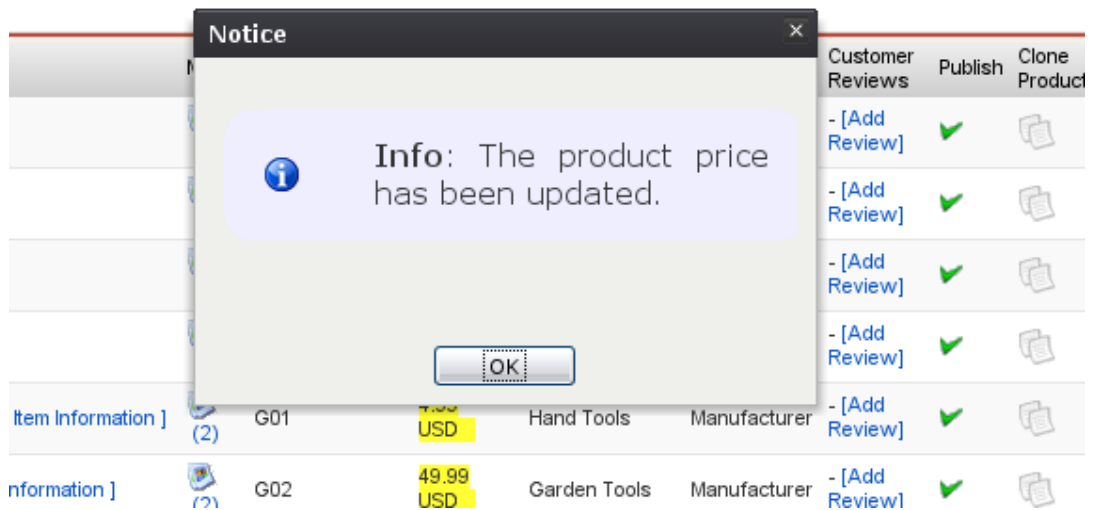 Notice
Customer
Reviews
Publish
Clone
Product
- [Add
Review]
- [Add
Review]
Info: The product price
has been updated.
- [Add
Review]
- [Add
Review]
OK
Item Information ]
(2)
G01
USD
Hand Tools
Manufacturer
- [Add
Review]
nformation ]
(2)
G02
49.99
USD
Garden Tools
Manufacturer
- [Add
Review]